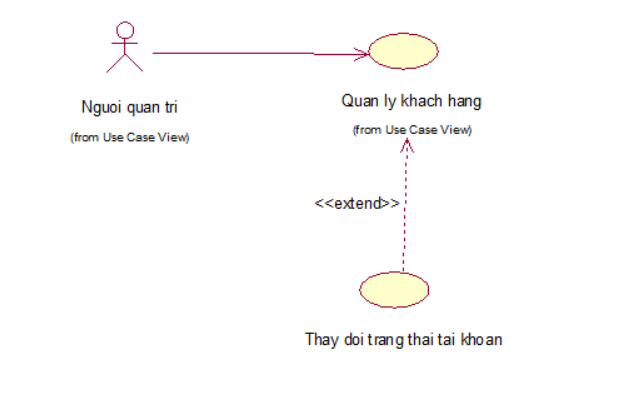 Nguoi quan tri
(from Use Case View)
Quan ly khach hang
(from Use Case View)
<<extend>>
Thay doi trang thai tai khoan